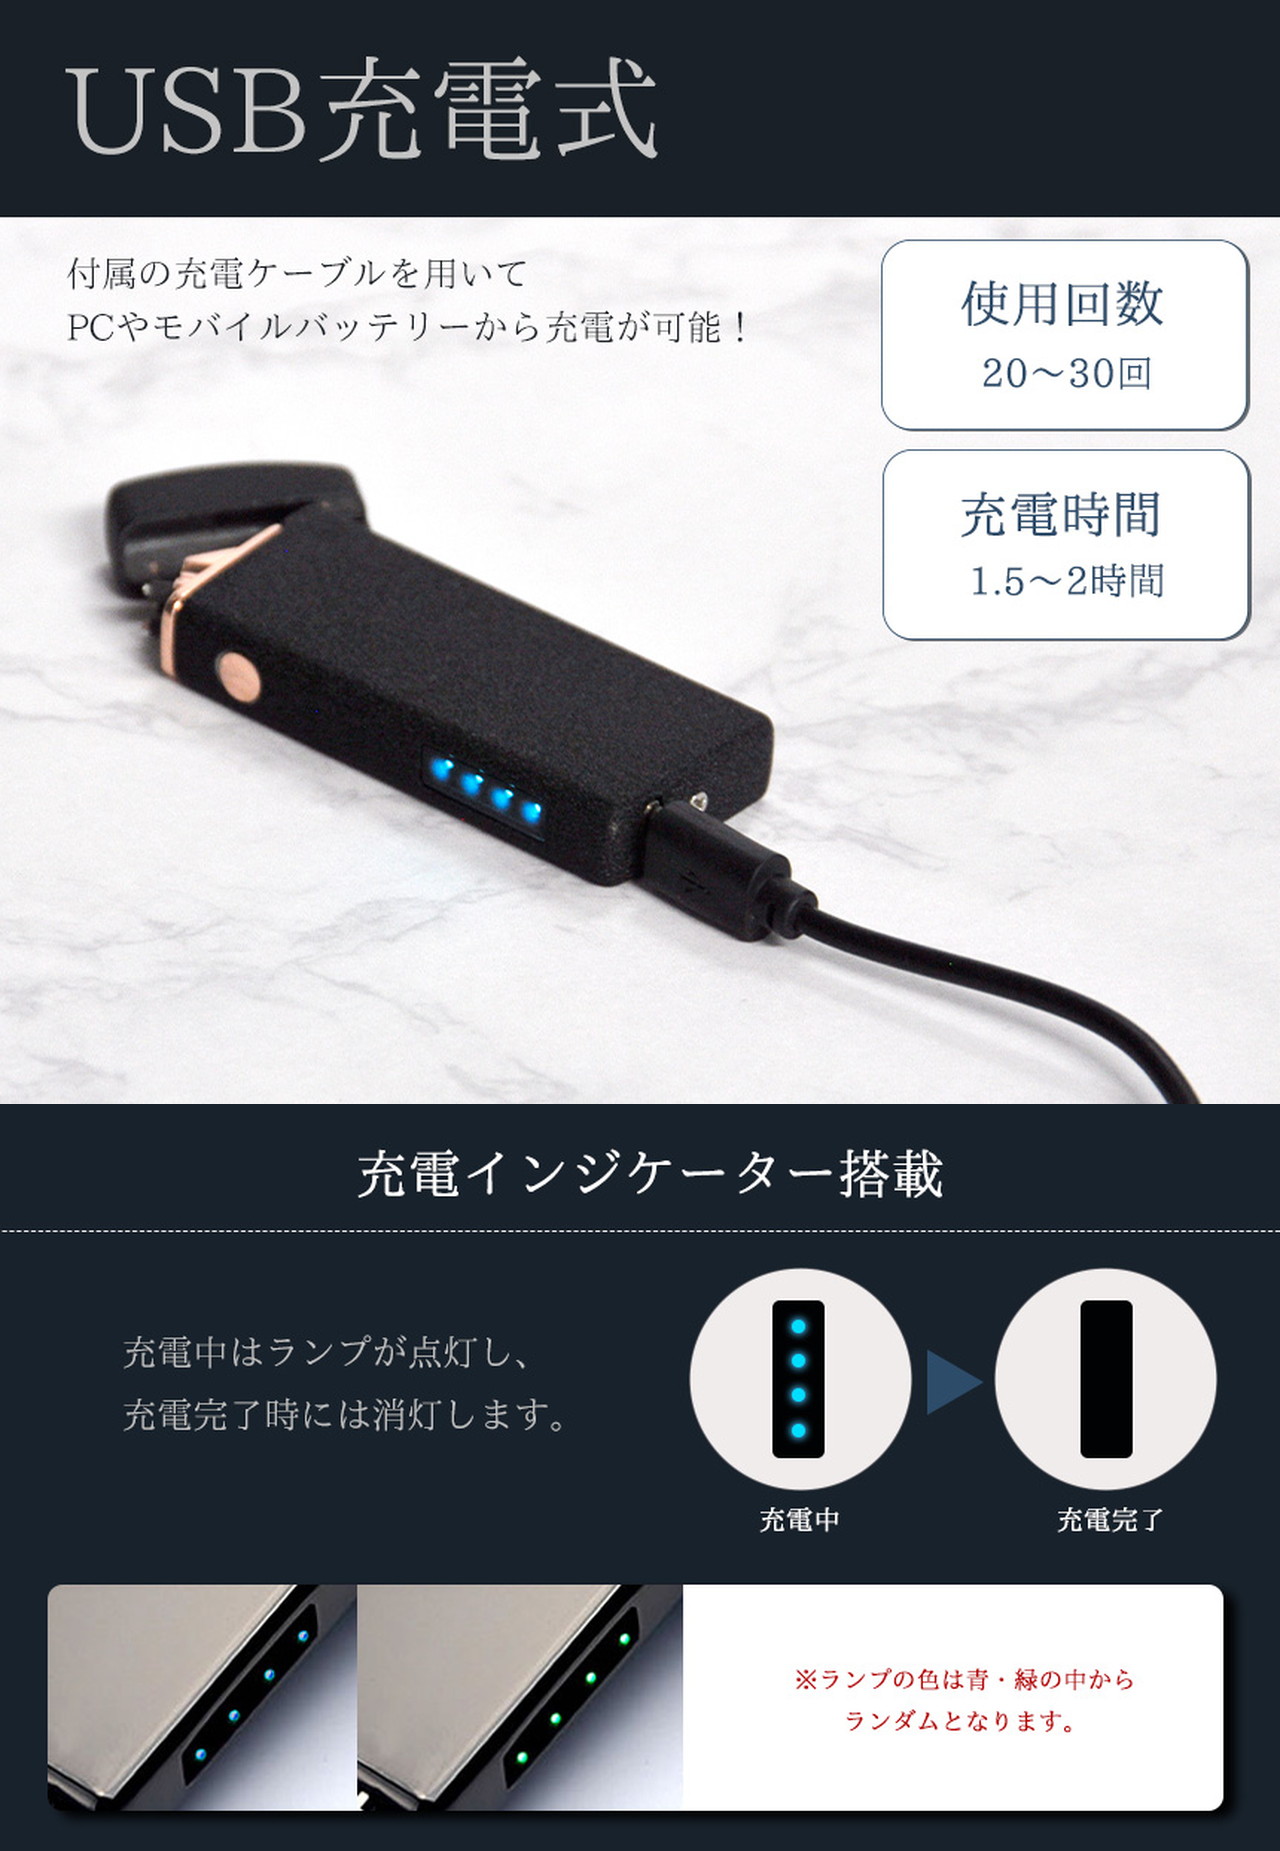 USB充電式
付属の充電ケーブルを用いて
PCやモバイルバッテリーから充電が可能！
使用回数
20〜30回
充電時間
1.5〜2時間
充電インジケーター搭載
充電中はランプが点灯し、
充電完了時には消灯します。
充電中
充電完了
※ランプの色は青・緑の中から
ランダムとなります。